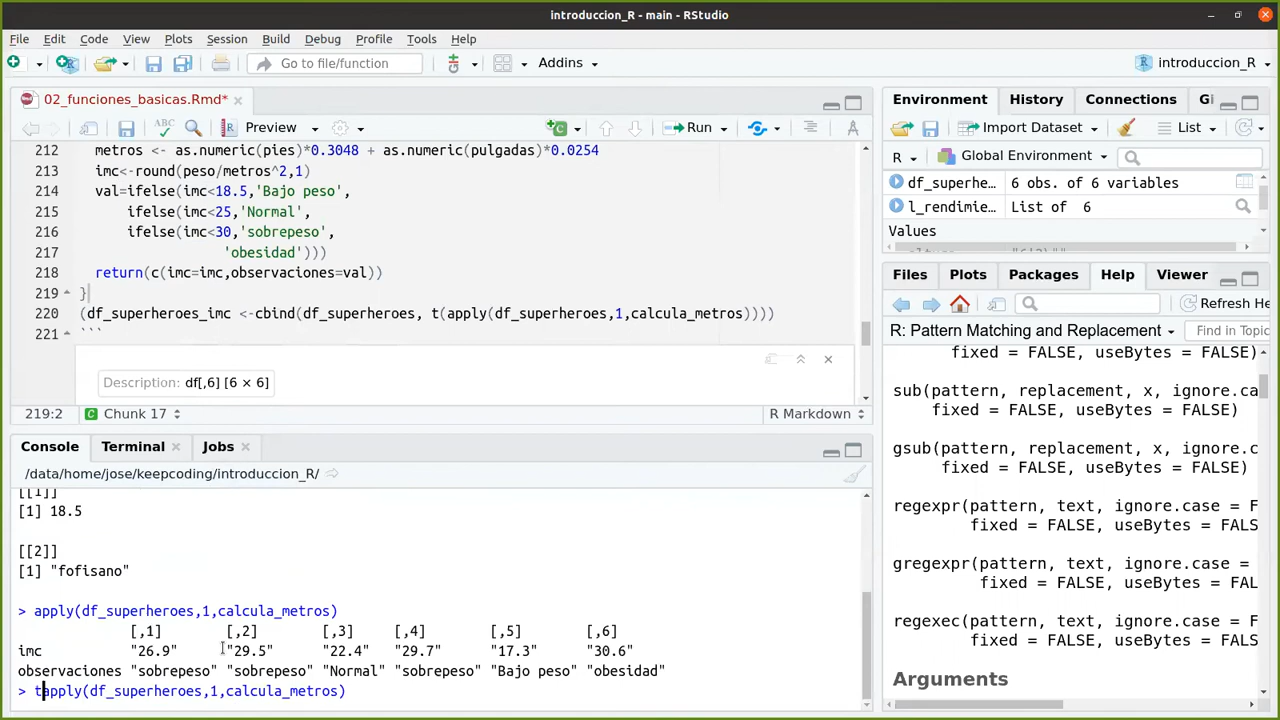 introduccion_R - main - RStudio
File Edit Code View Plots Session Build Debug Profile Tools Help
Go to file/function Addins introduccion_R
02_funciones_basicas.Rmd*
Preview Run
212 metros <- as.numeric(pies)*0.3048 + as.numeric(pulgadas)*0.0254
213 imc<-round(peso/metros^2,1)
214 val=ifelse(imc<18.5,'Bajo peso',
215 ifelse(imc<25,'Normal',
216 ifelse(imc<30,'sobrepeso',
217 'obesidad')))
218 return(c(imc=imc,observaciones=val))
219 }
220 (df_superheroes_imc <-cbind(df_superheroes, t(apply(df_superheroes,1,calcula_metros))))
221 ```
Description: df[,6] [6 × 6]
219:2 Chunk 17 R Markdown
Console Terminal Jobs
/data/home/jose/keepcoding/introduccion_R/
[[1]]
[1] 18.5
[[2]]
[1] "fofisano"
> apply(df_superheroes,1,calcula_metros)
[,1] [,2] [,3] [,4] [,5] [,6]
imc "26.9" "29.5" "22.4" "29.7" "17.3" "30.6"
observaciones "sobrepeso" "sobrepeso" "Normal" "sobrepeso" "Bajo peso" "obesidad"
> tapply(df_superheroes,1,calcula_metros)
Environment History Connections Gi
Import Dataset List
R Global Environment
df_superhe… 6 obs. of 6 variables
l_rendimie… List of 6
Values
Files Plots Packages Help Viewer
Refresh He
R: Pattern Matching and Replacement Find in Topic
fixed = FALSE, useBytes = FALSE)
sub(pattern, replacement, x, ignore.ca
fixed = FALSE, useBytes = FALSE)
gsub(pattern, replacement, x, ignore.c
fixed = FALSE, useBytes = FALSE)
regexpr(pattern, text, ignore.case = F
fixed = FALSE, useBytes = FALS
gregexpr(pattern, text, ignore.case =
fixed = FALSE, useBytes = FALS
regexec(pattern, text, ignore.case = F
fixed = FALSE, useBytes = FALS
Arguments